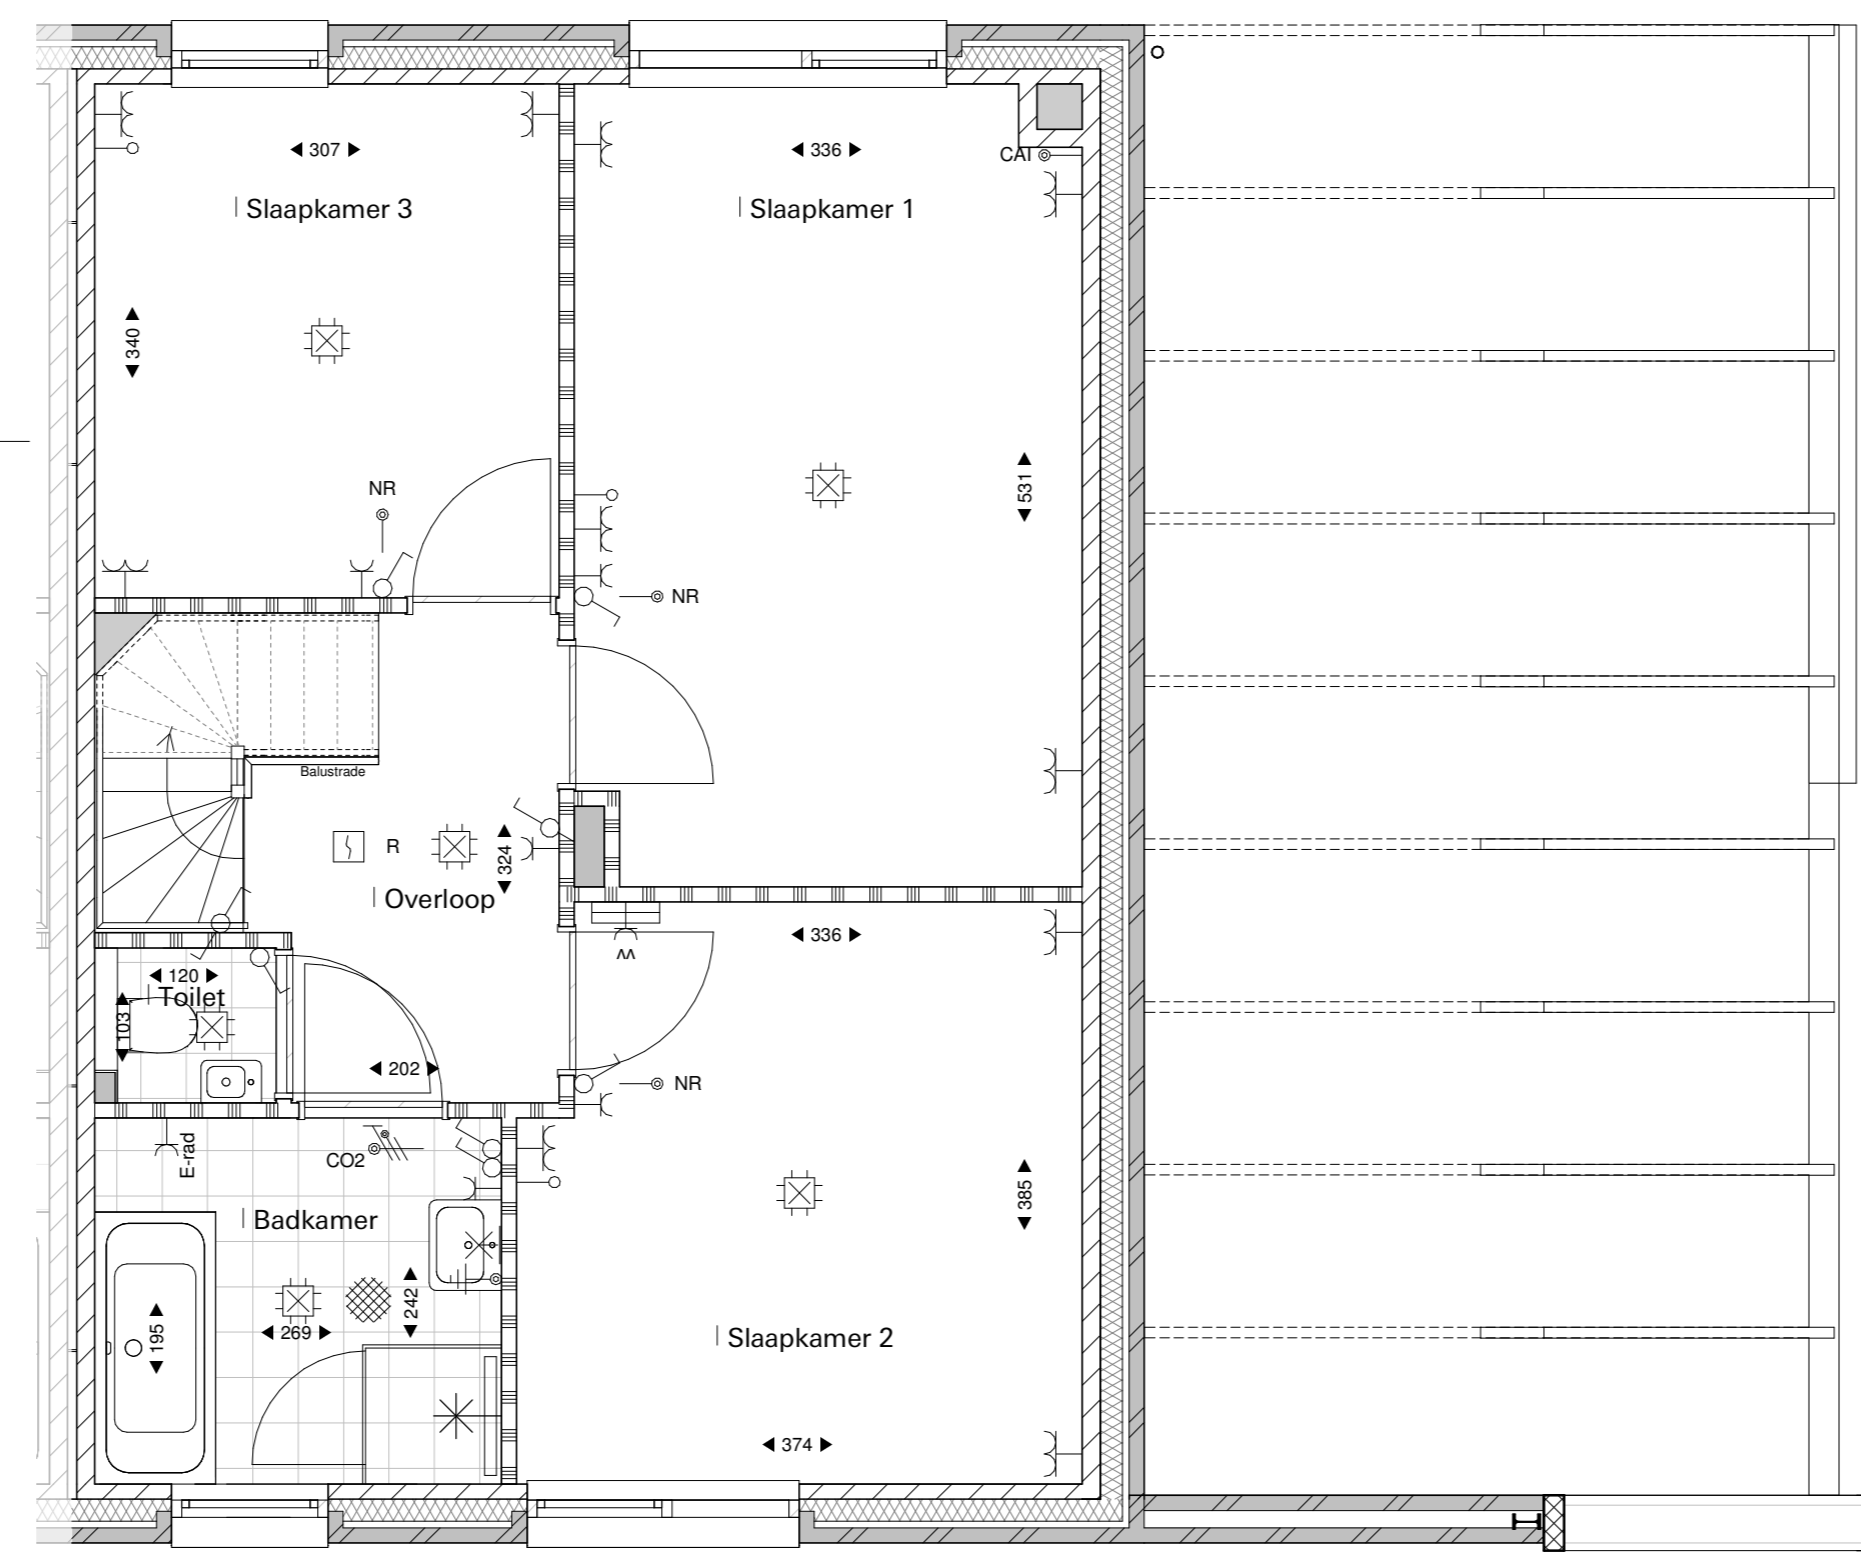 307
336
CAI
Slaapkamer 3
Slaapkamer 1
340
531
NR
NR
Balustrade
R
324
Overloop
336
120
Toilet
103
202
NR
CO2
E-rad
385
Badkamer
242
195
269
Slaapkamer 2
374